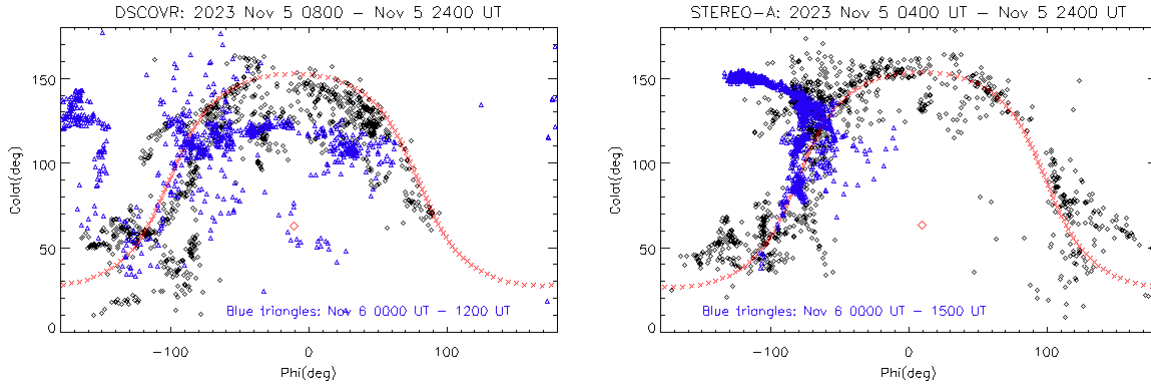 DSCOVR: 2023 Nov 5 0800 – Nov 5 2400 UT
150
100
50
0
Colat(deg)
Blue triangles: Nov 6 0000 UT – 1200 UT
−100
0
100
Phi(deg)
STEREO–A: 2023 Nov 5 0400 UT – Nov 5 2400 UT
150
100
50
0
Colat(deg)
Blue triangles: Nov 6 0000 UT – 1500 UT
−100
0
100
Phi(deg)